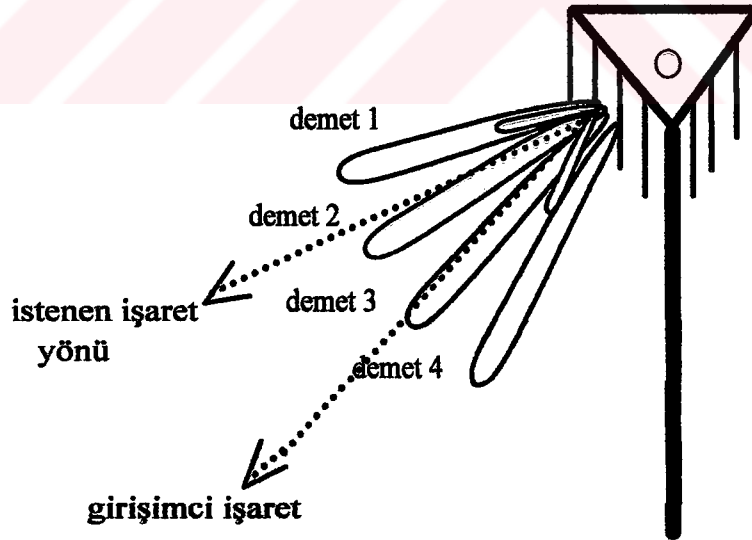 demet 1
demet 2
istenen işaret
yönü
demet 3
demet 4
girişimci işaret